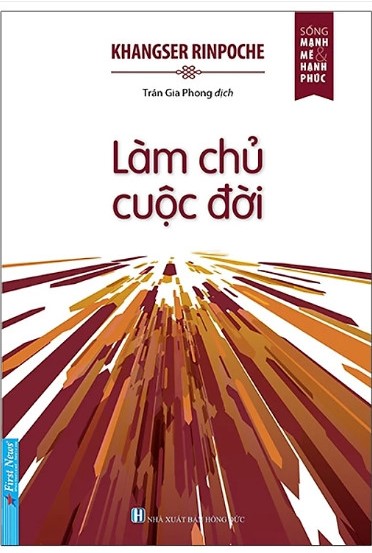 KHANGSER RINPOCHE
Trần Gia Phong dịch
SỐNG
MẠNH
MẼ &
HẠNH
PHÚC
Làm chủ
cuộc đời
First News
NHÀ XUẤT BẢN HỒNG ĐỨC